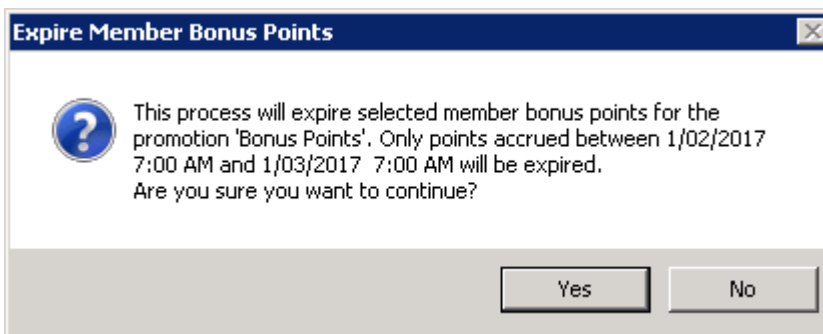 Expire Member Bonus Points
This process will expire selected member bonus points for the
promotion 'Bonus Points'. Only points accrued between 1/02/2017
7:00 AM and 1/03/2017  7:00 AM will be expired.
Are you sure you want to continue?
Yes
No